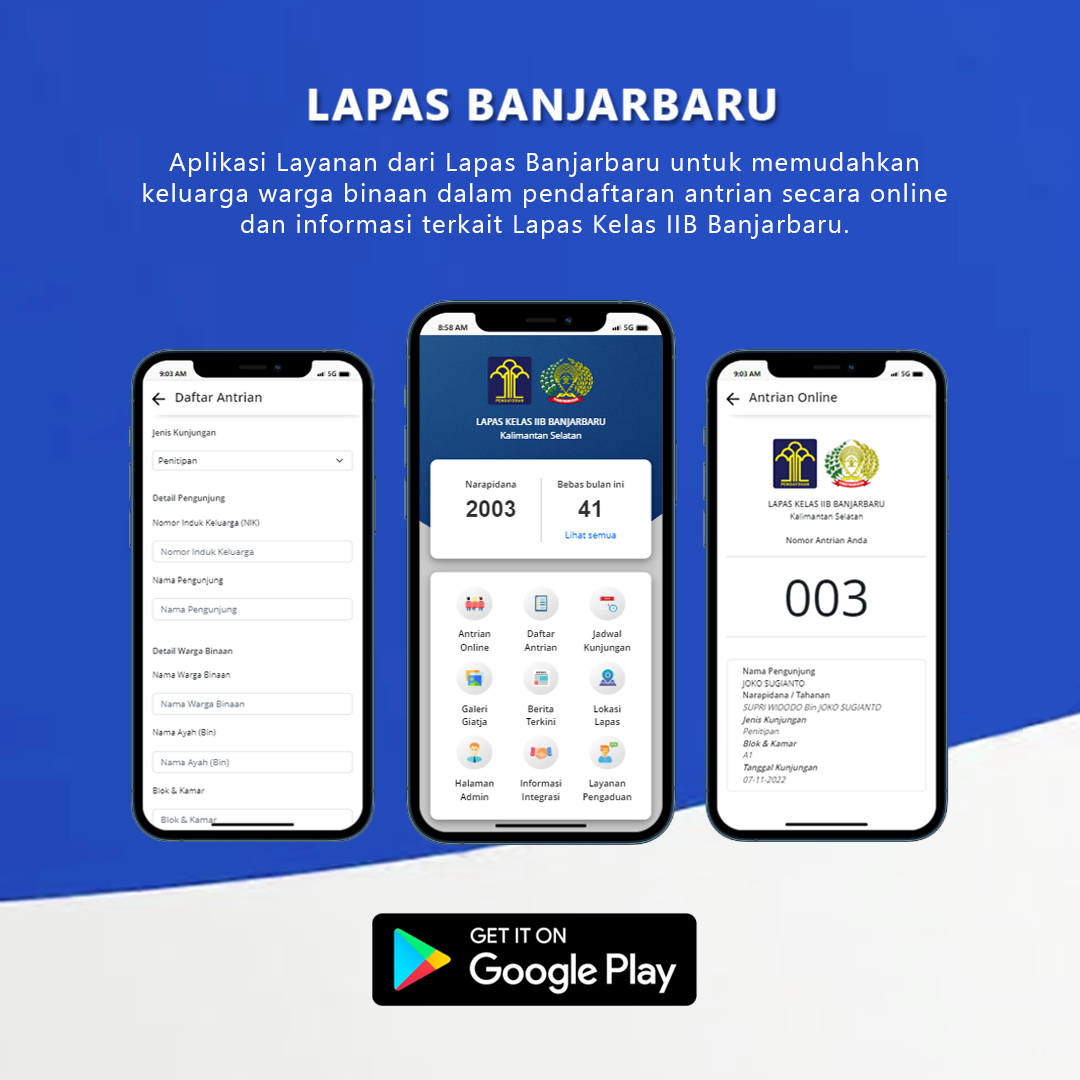 LAPAS BANJARBARU
Aplikasi Layanan dari Lapas Banjarbaru untuk memudahkan
keluarga warga binaan dalam pendaftaran antrian secara online
dan informasi terkait Lapas Kelas IIB Banjarbaru.
9:03 AM
5G
Daftar Antrian
Jenis Kunjungan
Penitipan
Detail Pengunjung
Nomor Induk Keluarga (NIK)
Nomor Induk Keluarga
Nama Pengunjung
Nama Pengunjung
Detail Warga Binaan
Nama Warga Binaan
Nama Warga Binaan
Nama Ayah (Bin)
Nama Ayah (Bin)
Blok & Kamar
Blok & Kamar
8:58 AM
5G
PENGAYOMAN
LAPAS KELAS IIB BANJARBARU
Kalimantan Selatan
Narapidana
2003
Bebas bulan ini
41
Lihat semua
Antrian
Online
Daftar
Antrian
Jadwal
Kunjungan
Galeri
Giatja
Berita
Terkini
Lokasi
Lapas
Halaman
Admin
Informasi
Integrasi
Layanan
Pengaduan
9:03 AM
5G
Antrian Online
PENGAYOMAN
LAPAS KELAS IIB BANJARBARU
Kalimantan Selatan
Nomor Antrian Anda
003
Nama Pengunjung
JOKO SUGIANTO
Narapidana / Tahanan
SUPRI WIDODO Bin JOKO SUGIANTO
Jenis Kunjungan
Penitipan
Blok & Kamar
A1
Tanggal Kunjungan
07-11-2022
GET IT ON
Google Play